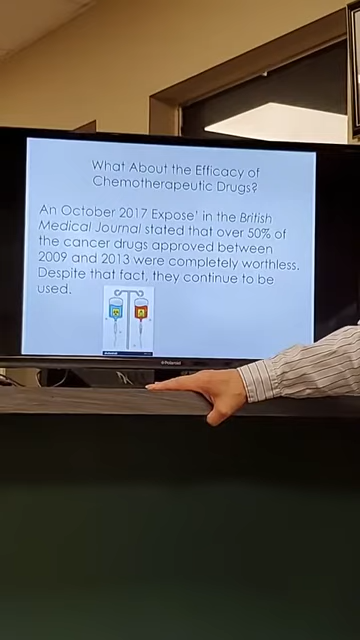 What About the Efficacy of
Chemotherapeutic Drugs?
An October 2017 Expose' in the British
Medical Journal stated that over 50% of
the cancer drugs approved between
2009 and 2013 were completely worthless.
Despite that fact, they continue to be
used.
Polaroid